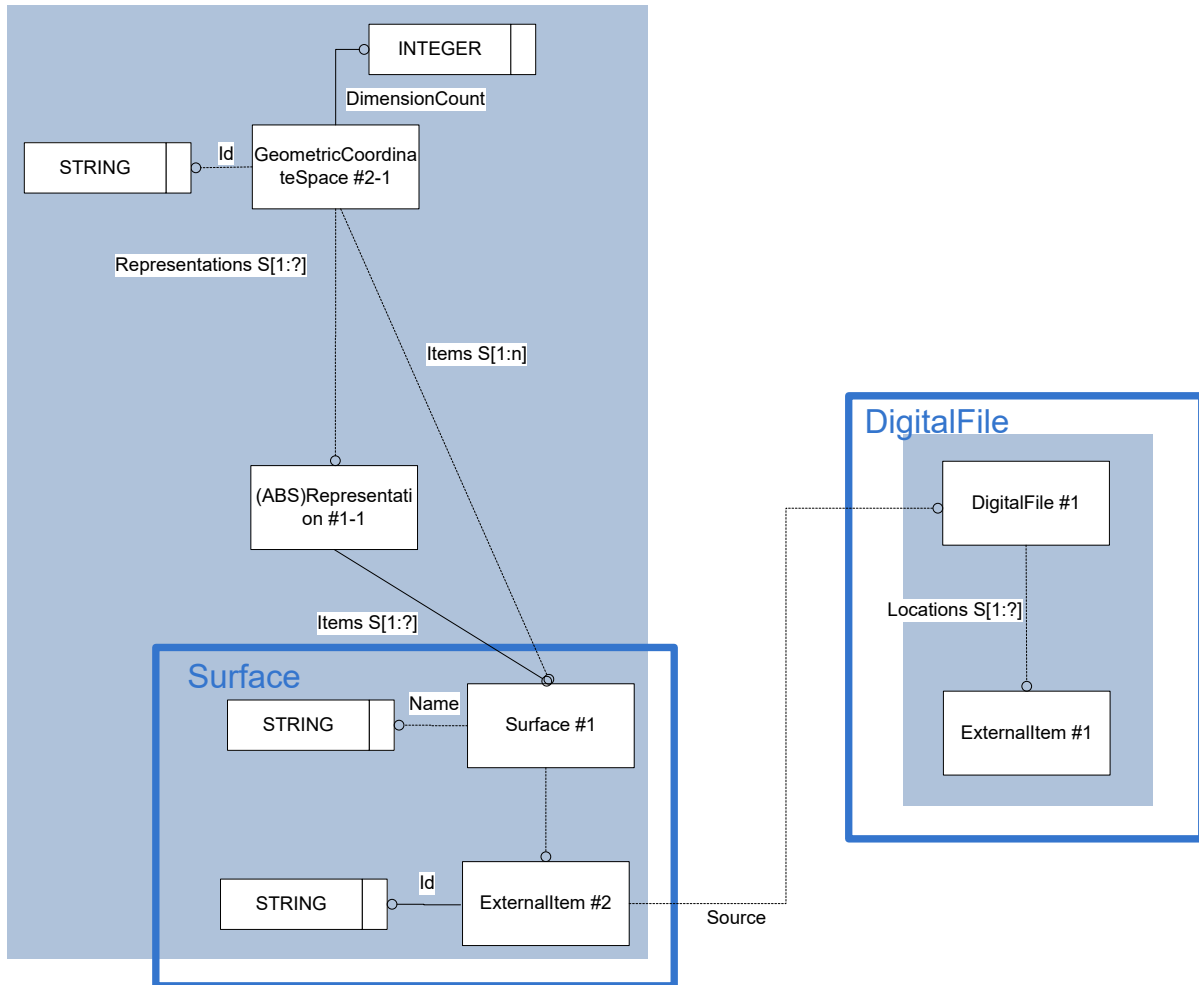 INTEGER
DimensionCount
STRING
Id
GeometricCoordina
teSpace #2-1
Representations S[1:?]
Items S[1:n]
(ABS)Representati
on #1-1
Items S[1:?]
Surface
STRING
Name
Surface #1
STRING
Id
ExternalItem #2
Source
DigitalFile
DigitalFile #1
Locations S[1:?]
ExternalItem #1